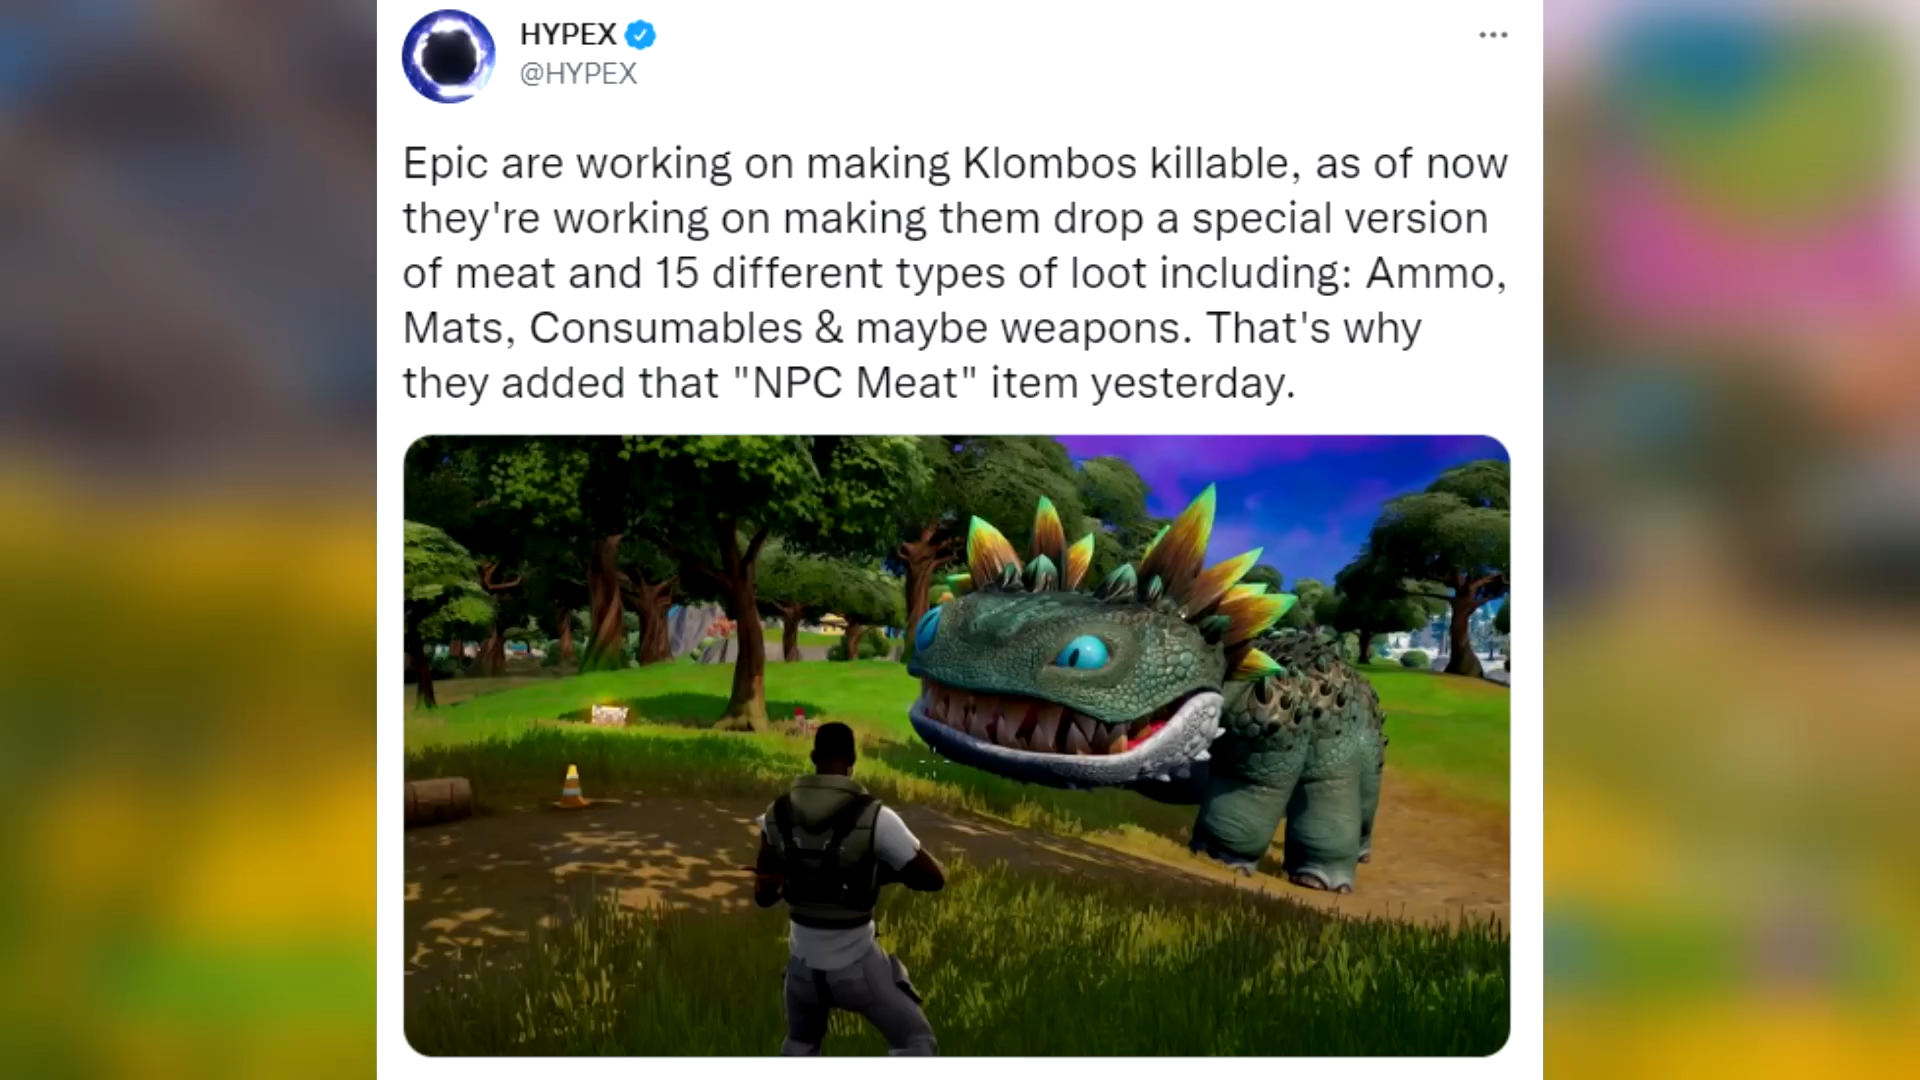 HYPEX
@HYPEX
Epic are working on making Klombos killable, as of now
they're working on making them drop a special version
of meat and 15 different types of loot including: Ammo,
Mats, Consumables & maybe weapons. That's why
they added that "NPC Meat" item yesterday.